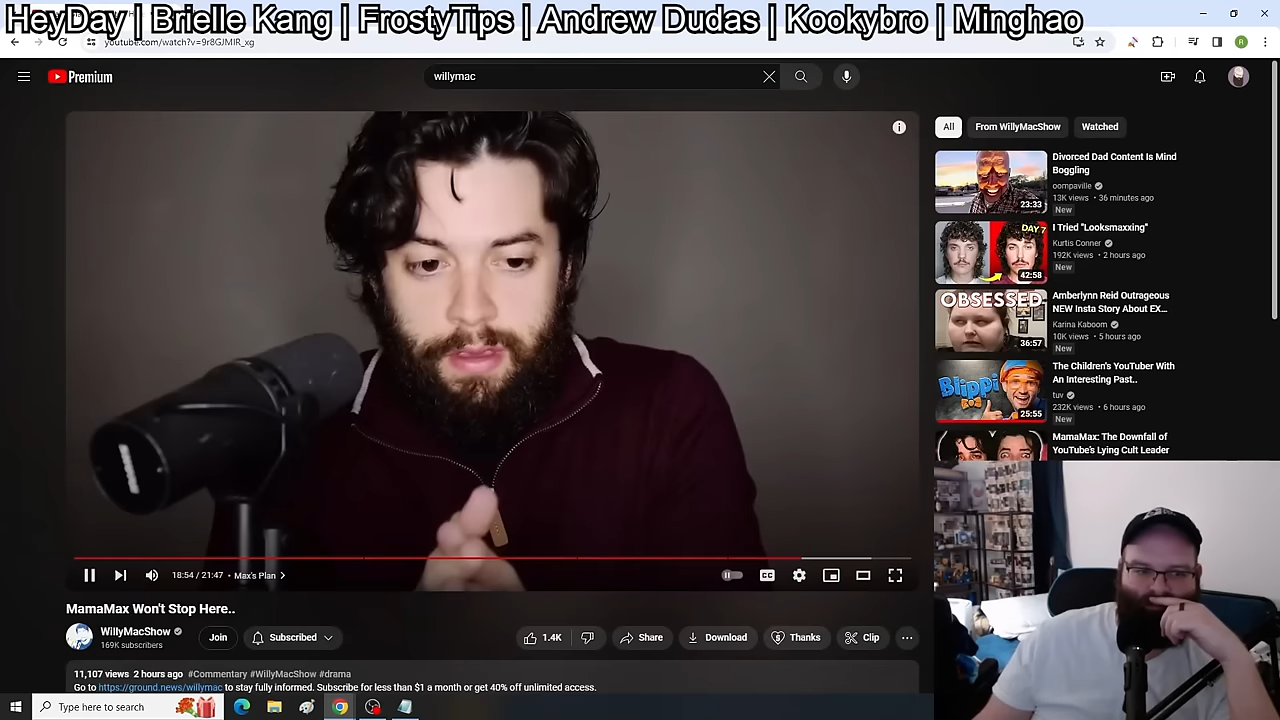 HeyDay | Brielle Kang | FrostyTips | Andrew Dudas | Kookybro | Minghao
youtube.com/watch?v=9r8GJMIR_xg
R
Premium
willymac
All
From WillyMacShow
Watched
Divorced Dad Content Is Mind
Boggling
oompaville
13K views • 36 minutes ago
New
23:33
I Tried "Looksmaxxing"
Kurtis Conner
192K views • 2 hours ago
New
DAY 7
42:58
Amberlynn Reid Outrageous
NEW Insta Story About EX...
Karina Kaboom
10K views • 5 hours ago
New
OBSESSED
36:57
The Children's YouTuber With
An Interesting Past..
tuv
232K views • 6 hours ago
New
Blippi
25:55
MamaMax: The Downfall of
YouTube's Lying Cult Leader
18:54 / 21:47 • Max's Plan >
CC
MamaMax Won't Stop Here..
WillyMacShow
169K subscribers
Join
Subscribed
1.4K
Share
Download
Thanks
Clip
11,107 views 2 hours ago #Commentary #WillyMacShow #drama
Go to https://ground.news/willymac to stay fully informed. Subscribe for less than $1 a month or get 40% off unlimited access.
Type here to search